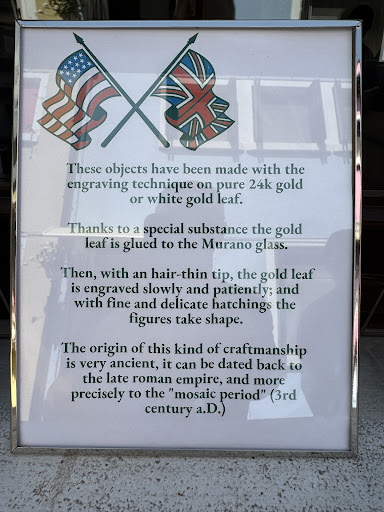 These objects have been made with the
engraving technique on pure 24k gold
or white gold leaf.
Thanks to a special substance the gold
leaf is glued to the Murano glass.
Then, with an hair-thin tip, the gold leaf
is engraved slowly and patiently; and
with fine and delicate hatchings the
figures take shape.
The origin of this kind of craftmanship
is very ancient, it can be dated back to
the late roman empire, and more
precisely to the "mosaic period" (3rd
century a.D.)